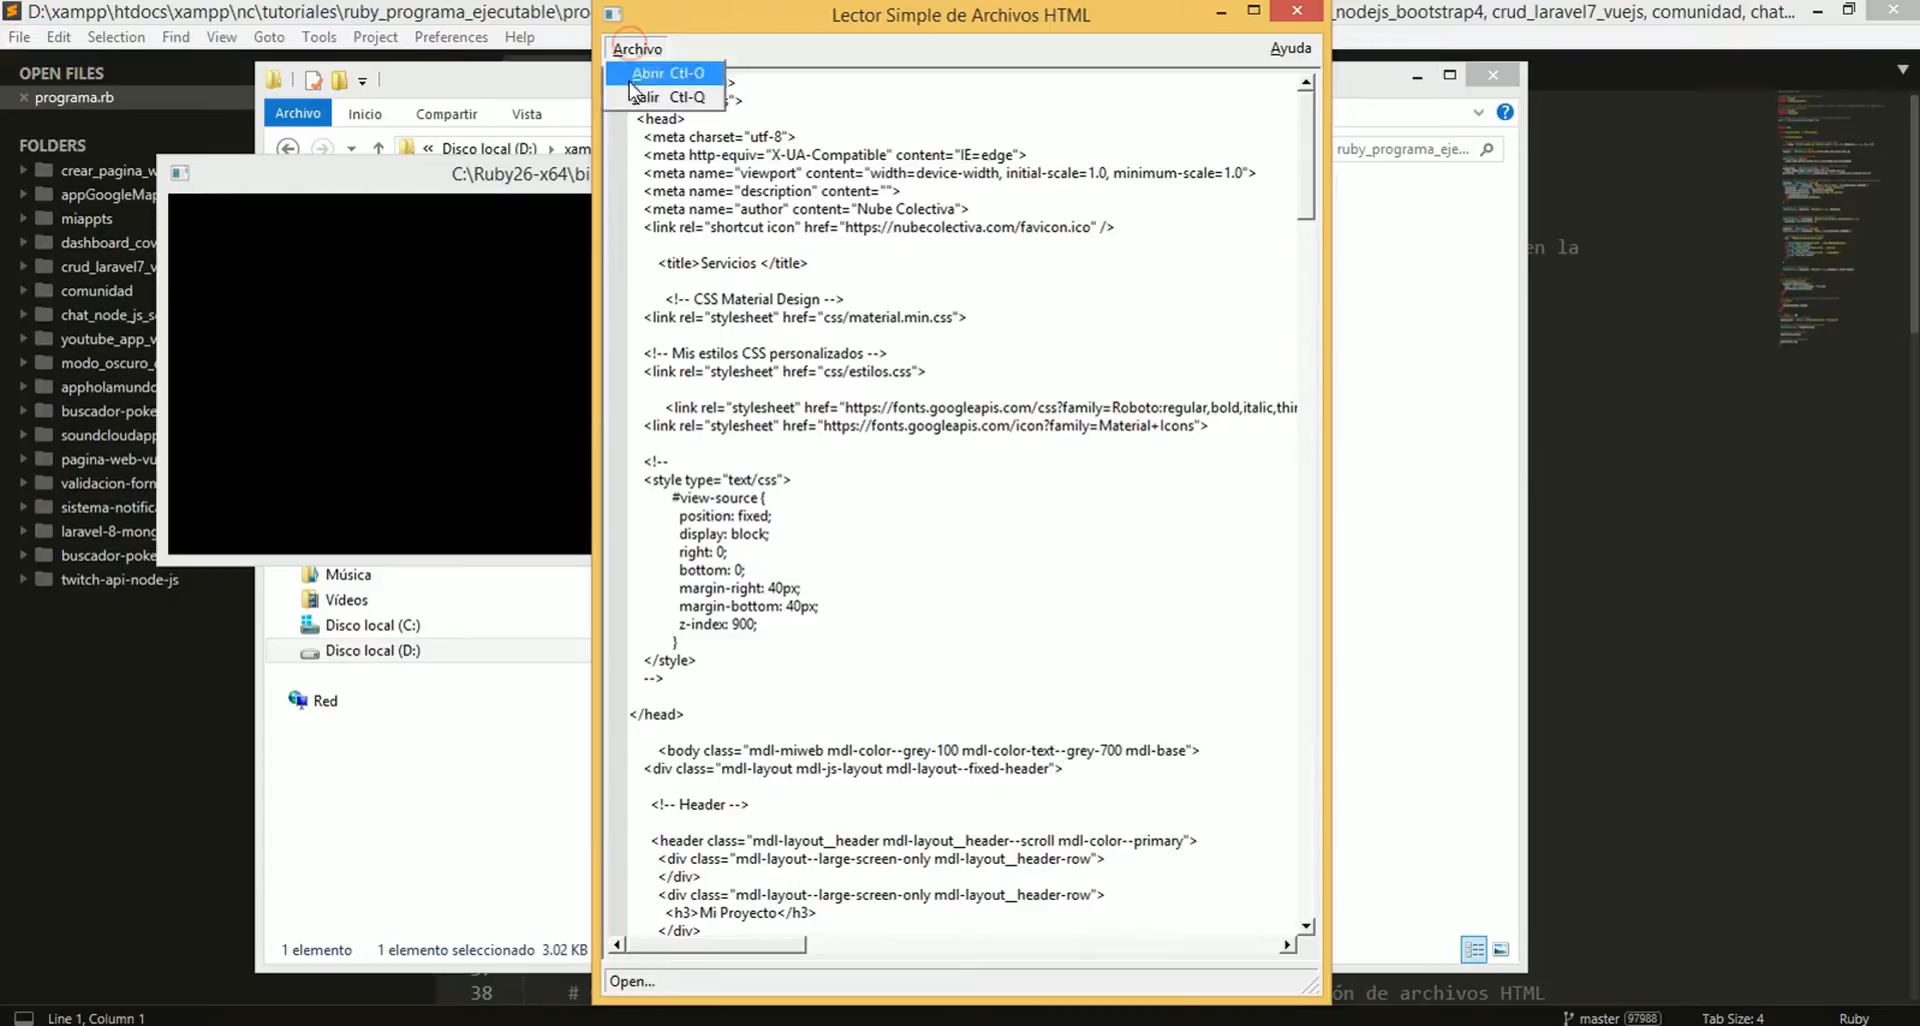 D:\xampp\htdocs\xampp\nc\tutoriales\ruby_programa_ejecutable\pro
_nodejs_bootstrap4, crud_laravel7_vuejs, comunidad, chat...
File Edit Selection Find View Goto Tools Project Preferences Help
OPEN FILES
programa.rb
FOLDERS
crear_pagina_w
appGoogleMap
miappts
dashboard_cov
crud_laravel7_v
comunidad
chat_node_js_s
youtube_app_v
modo_oscuro_
appholamundo
buscador-poke
soundcloudapp
pagina-web-vu
validacion-forn
sistema-notific
laravel-8-mong
buscador-poke
twitch-api-node-js
Archivo Inicio Compartir Vista
« Disco local (D:) › xam
ruby_programa_eje...
C:\Ruby26-x64\bi
Música
Vídeos
Disco local (C:)
Disco local (D:)
Red
1 elemento 1 elemento seleccionado 3.02 KB
Lector Simple de Archivos HTML
Archivo Ayuda
Abrir Ctl-O
alir Ctl-Q
<head>
<meta charset="utf-8">
<meta http-equiv="X-UA-Compatible" content="IE=edge">
<meta name="viewport" content="width=device-width, initial-scale=1.0, minimum-scale=1.0">
<meta name="description" content="">
<meta name="author" content="Nube Colectiva">
<link rel="shortcut icon" href="https://nubecolectiva.com/favicon.ico" />
<title>Servicios </title>
<!-- CSS Material Design -->
<link rel="stylesheet" href="css/material.min.css">
<!-- Mis estilos CSS personalizados -->
<link rel="stylesheet" href="css/estilos.css">
<link rel="stylesheet" href="https://fonts.googleapis.com/css?family=Roboto:regular,bold,italic,thin
<link rel="stylesheet" href="https://fonts.googleapis.com/icon?family=Material+Icons">
<!--
<style type="text/css">
#view-source {
position: fixed;
display: block;
right: 0;
bottom: 0;
margin-right: 40px;
margin-bottom: 40px;
z-index: 900;
}
</style>
-->
</head>
<body class="mdl-miweb mdl-color--grey-100 mdl-color-text--grey-700 mdl-base">
<div class="mdl-layout mdl-js-layout mdl-layout--fixed-header">
<!-- Header -->
<header class="mdl-layout__header mdl-layout__header--scroll mdl-color--primary">
<div class="mdl-layout--large-screen-only mdl-layout__header-row">
</div>
<div class="mdl-layout--large-screen-only mdl-layout__header-row">
<h3>Mi Proyecto</h3>
</div>
Open...
en la
38 # ón de archivos HTML
Line 1, Column 1
master 97988 Tab Size: 4 Ruby